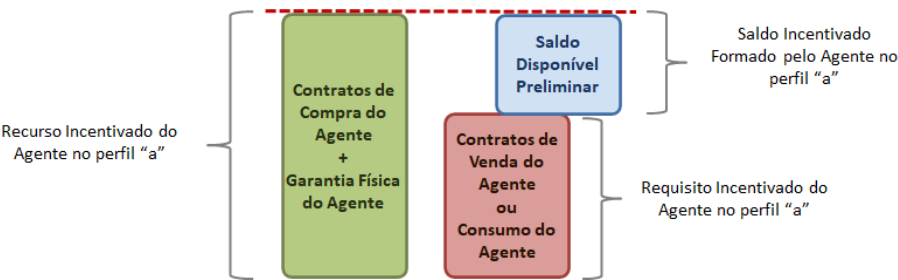 Recurso Incentivado do
Agente no perfil “a”
Contratos de
Compra do
Agente
+
Garantia Física
do Agente
Saldo
Disponível
Preliminar
Contratos de
Venda do
Agente
ou
Consumo do
Agente
Saldo Incentivado
Formado pelo Agente no
perfil “a”
Requisito Incentivado do
Agente no perfil “a”